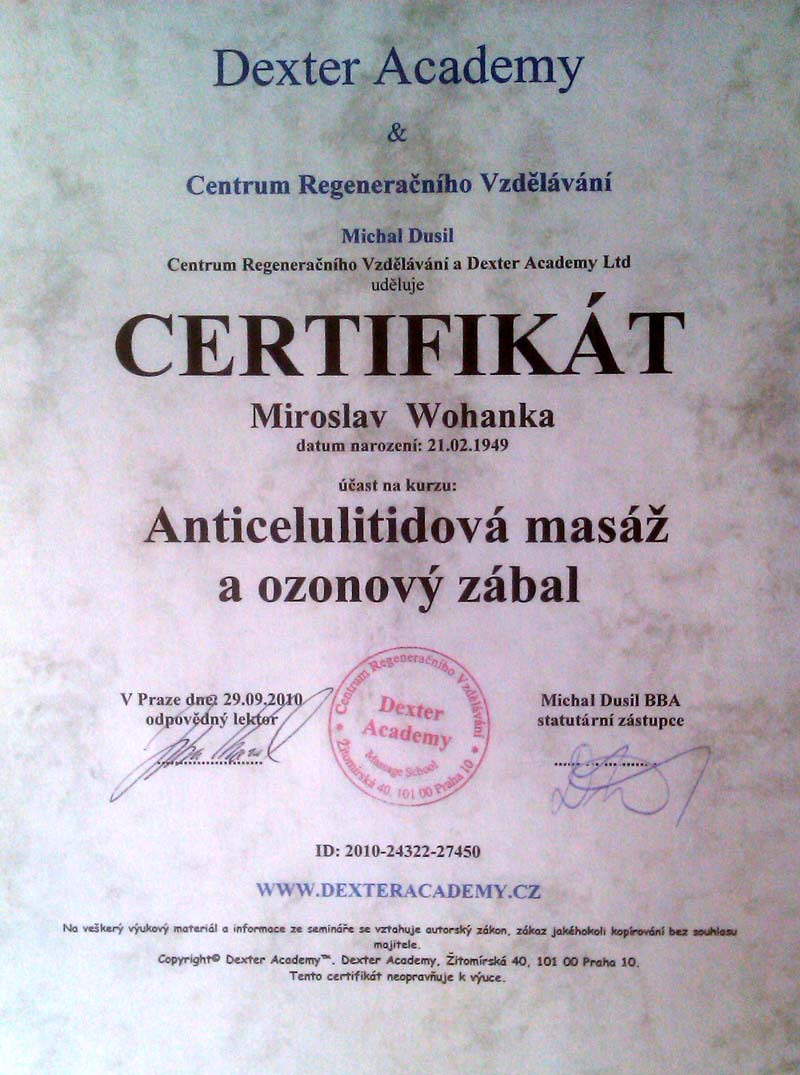 Dexter Academy
&
Centrum Regeneračního Vzdělávání
Michal Dusil
Centrum Regeneračního Vzdělávání a Dexter Academy Ltd
uděluje
CERTIFIKÁT
Miroslav Wohanka
datum narození: 21.02.1949
účast na kurzu:
Anticelulitidová masáž
a ozonový zábal
V Praze dne: 29.09.2010
odpovědný lektor
Centrum Regeneračního Vzdělávání
Dexter
Academy
Massage School
Žitomírská 40, 101 00 Praha 10
Michal Dusil BBA
statutární zástupce
ID: 2010-24322-27450
WWW.DEXTERACADEMY.CZ
Na veškerý výukový materiál a informace ze semináře se vztahuje autorský zákon, zákaz jakéhokoli kopírování bez souhlasu
majitele.
Copyright© Dexter Academy™. Dexter Academy, Žitomírská 40, 101 00 Praha 10.
Tento certifikát neopravňuje k výuce.